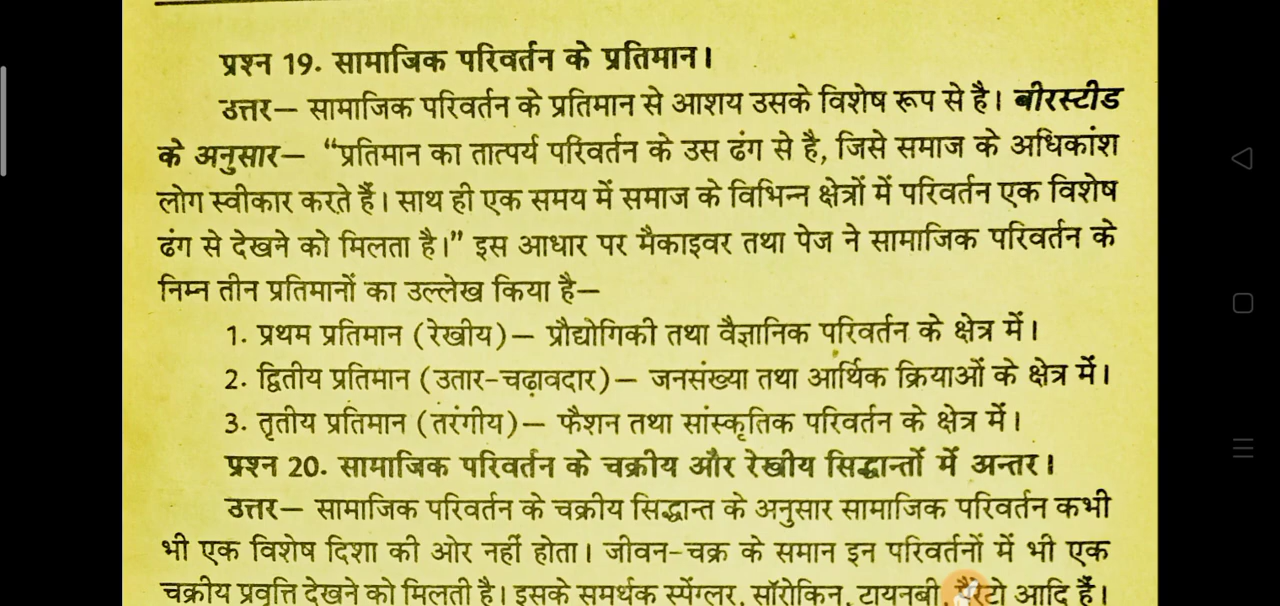 प्रश्न 19. सामाजिक परिवर्तन के प्रतिमान।
उत्तर— सामाजिक परिवर्तन के प्रतिमान से आशय उसके विशेष रूप से है। बीरस्टीड
के अनुसार— “प्रतिमान का तात्पर्य परिवर्तन के उस ढंग से है, जिसे समाज के अधिकांश
लोग स्वीकार करते हैं। साथ ही एक समय में समाज के विभिन्न क्षेत्रों में परिवर्तन एक विशेष
ढंग से देखने को मिलता है।” इस आधार पर मैकाइवर तथा पेज ने सामाजिक परिवर्तन के
निम्न तीन प्रतिमानों का उल्लेख किया है—
1. प्रथम प्रतिमान (रेखीय)— प्रौद्योगिकी तथा वैज्ञानिक परिवर्तन के क्षेत्र में।
2. द्वितीय प्रतिमान (उतार-चढ़ावदार)— जनसंख्या तथा आर्थिक क्रियाओं के क्षेत्र में।
3. तृतीय प्रतिमान (तरंगीय)— फैशन तथा सांस्कृतिक परिवर्तन के क्षेत्र में।
प्रश्न 20. सामाजिक परिवर्तन के चक्रीय और रेखीय सिद्धान्तों में अन्तर।
उत्तर— सामाजिक परिवर्तन के चक्रीय सिद्धान्त के अनुसार सामाजिक परिवर्तन कभी
भी एक विशेष दिशा की ओर नहीं होता। जीवन-चक्र के समान इन परिवर्तनों में भी एक
चक्रीय प्रवृत्ति देखने को मिलती है। इसके समर्थक स्पेंग्लर, सॉरोकिन, टायनबी, आदि हैं।